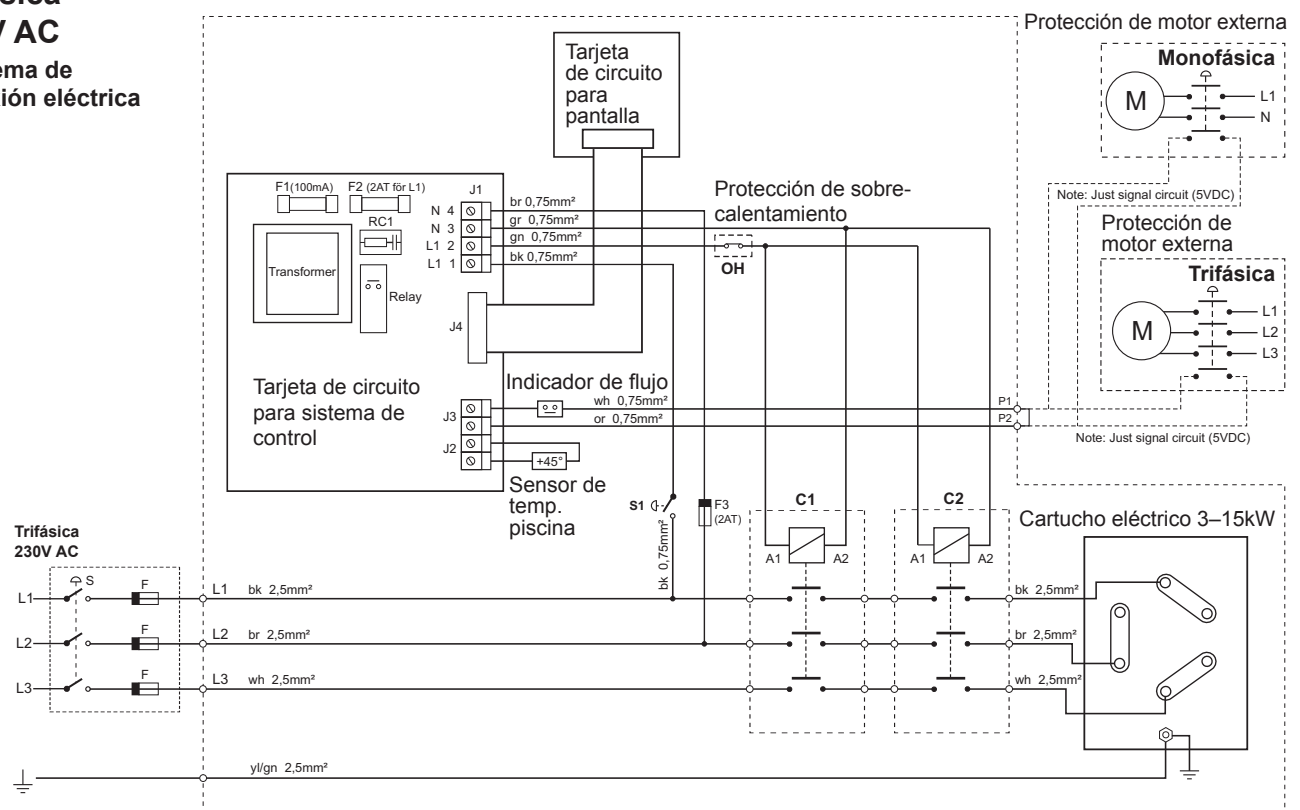 V AC
Protección de motor externa
Monofásica
M
L1
N
Note: Just signal circuit (5VDC)
Protección de
motor externa
Trifásica
M
L1
L2
L3
Note: Just signal circuit (5VDC)
Tarjeta
de circuito
para
pantalla
F1(100mA)
F2 (2AT för L1)
J1
RC1
Transformer
Relay
N 4
N 3
L1 2
L1 1
br 0,75mm²
gr 0,75mm²
gn 0,75mm²
bk 0,75mm²
J4
Protección de sobre-
calentamiento
OH
Tarjeta de circuito
para sistema de
control
Indicador de flujo
J3
wh 0,75mm²
or 0,75mm²
P1
P2
J2
+45°
Sensor de
temp.
piscina
S1
F3
(2AT)
bk 0,75mm²
C1
A1
A2
C2
A1
A2
Cartucho eléctrico 3–15kW
Trifásica
230V AC
S
F
L1
L1
bk 2,5mm²
bk 2,5mm²
F
L2
L2
br 2,5mm²
br 2,5mm²
F
L3
L3
wh 2,5mm²
wh 2,5mm²
yl/gn 2,5mm²